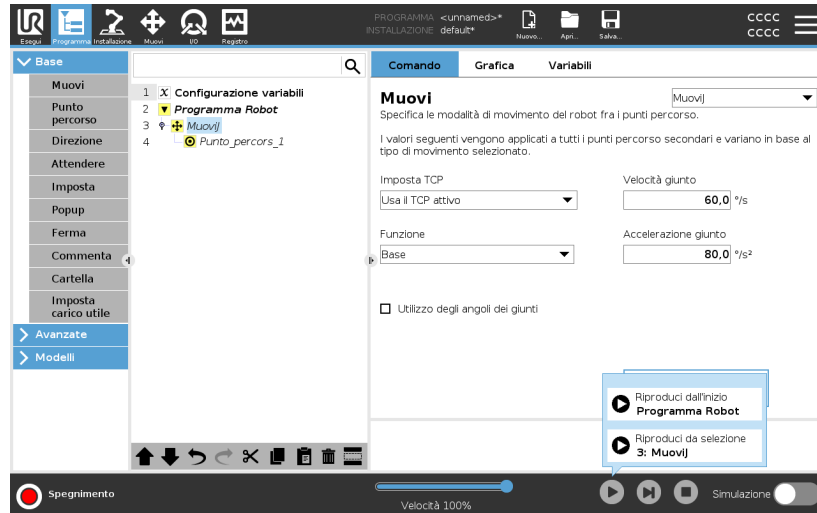 UR
PROGRAMMA <unnamed>*
INSTALLAZIONE default*
Nuovo... Apri... Salva...
cccc
cccc
Esegui Programma Installazione Muovi I/O Registro
Base
Muovi
Punto
percorso
Direzione
Attendere
Imposta
Popup
Ferma
Commenta
Cartella
Imposta
carico utile
Avanzate
Modelli
1 X Configurazione variabili
2 Programma Robot
3 MuoviJ
4 Punto_percors_1
Comando Grafica Variabili
Muovi
MuoviJ
Specifica le modalità di movimento del robot fra i punti percorso.
I valori seguenti vengono applicati a tutti i punti percorso secondari e variano in base al
tipo di movimento selezionato.
Imposta TCP Velocità giunto
Usa il TCP attivo 60,0 °/s
Funzione Accelerazione giunto
Base 80,0 °/s²
Utilizzo degli angoli dei giunti
Riproduci dall'inizio
Programma Robot
Riproduci da selezione
3: MuoviJ
Spegnimento
Velocità 100%
Simulazione